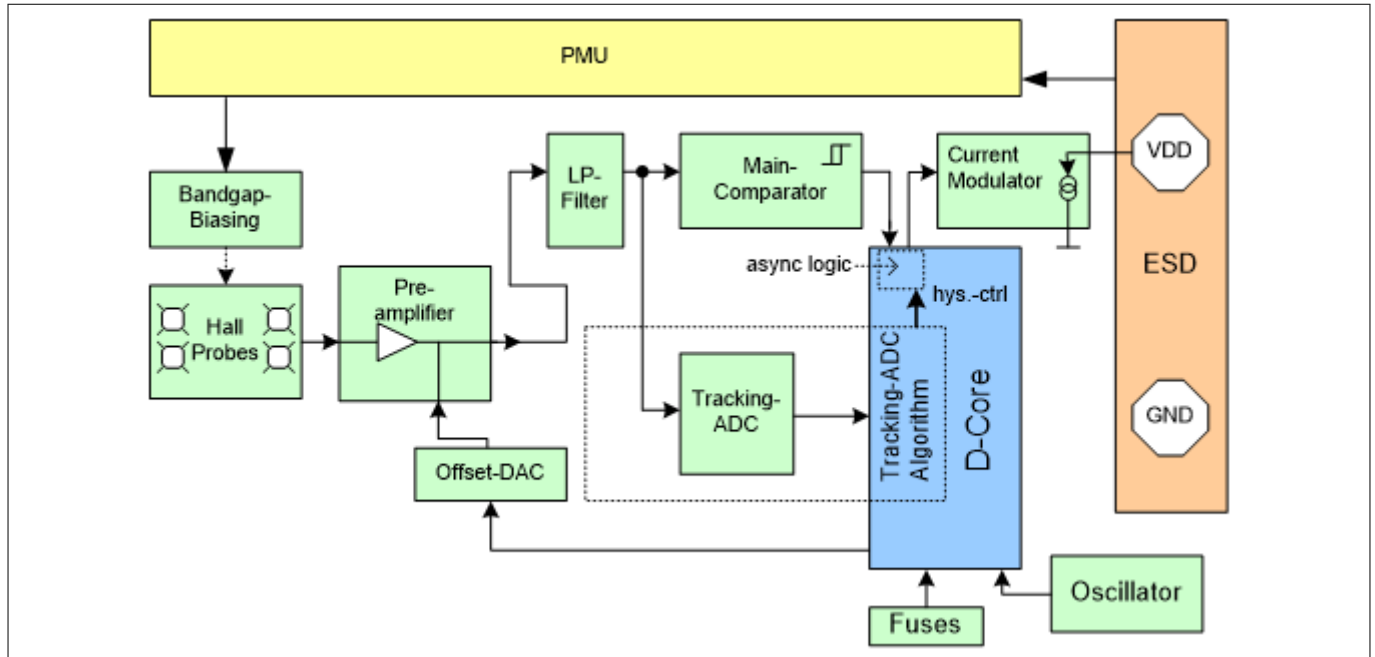 PMU
VDD
ESD
GND
Bandgap-
Biasing
Hall
Probes
Pre-
amplifier
LP-
Filter
Main-
Comparator
Current
Modulator
async logic
hys.-ctrl
Tracking-
ADC
Tracking-ADC
Algorithm
D-Core
Offset-DAC
Fuses
Oscillator